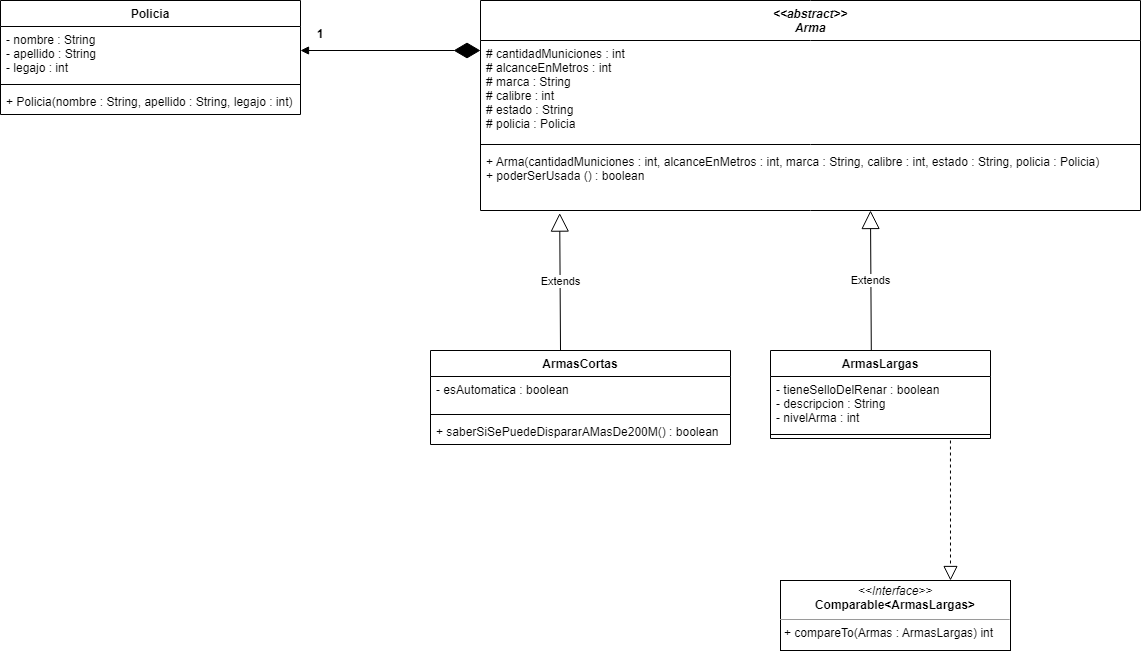 Policia
- nombre : String
- apellido : String
- legajo : int
+ Policia(nombre : String, apellido : String, legajo : int)
1
<<abstract>>
Arma
# cantidadMuniciones : int
# alcanceEnMetros : int
# marca : String
# calibre : int
# estado : String
# policia : Policia
+ Arma(cantidadMuniciones : int, alcanceEnMetros : int, marca : String, calibre : int, estado : String, policia : Policia)
+ poderSerUsada () : boolean
Extends
Extends
ArmasCortas
- esAutomatica : boolean
+ saberSiSePuedeDispararAMasDe200M() : boolean
ArmasLargas
- tieneSelloDelRenar : boolean
- descripcion : String
- nivelArma : int
<<Interface>>
Comparable<ArmasLargas>
+ compareTo(Armas : ArmasLargas) int